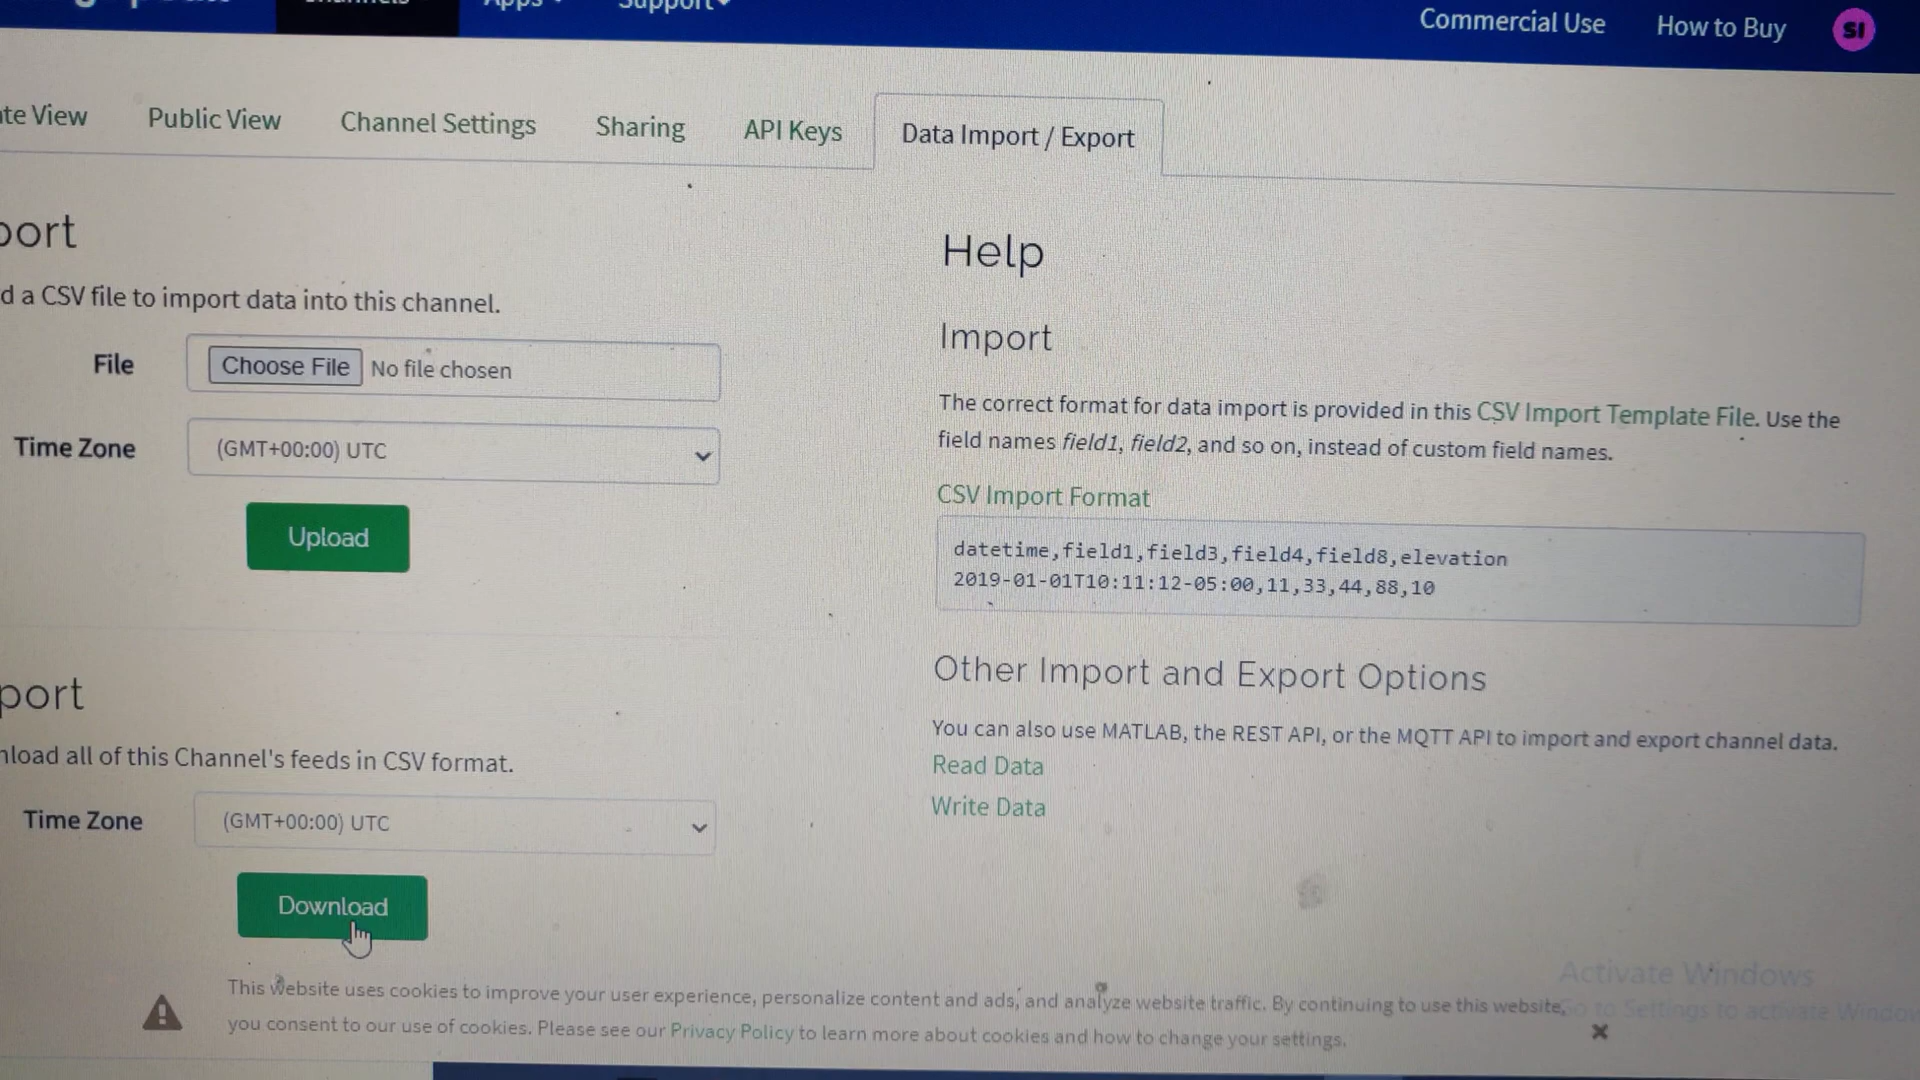 Support
Commercial Use
How to Buy
SI
te View
Public View
Channel Settings
Sharing
API Keys
Data Import / Export
port
d a CSV file to import data into this channel.
File
Choose File No file chosen
Time Zone
(GMT+00:00) UTC
Upload
port
nload all of this Channel's feeds in CSV format.
Time Zone
(GMT+00:00) UTC
Download
Help
Import
The correct format for data import is provided in this CSV Import Template File. Use the
field names field1, field2, and so on, instead of custom field names.
CSV Import Format
datetime,field1,field3,field4,field8,elevation
2019-01-01T10:11:12-05:00,11,33,44,88,10
Other Import and Export Options
You can also use MATLAB, the REST API, or the MQTT API to import and export channel data.
Read Data
Write Data
Activate Windows
Go to Settings to activate Windo
This website uses cookies to improve your user experience, personalize content and ads, and analyze website traffic. By continuing to use this website,
you consent to our use of cookies. Please see our Privacy Policy to learn more about cookies and how to change your settings.